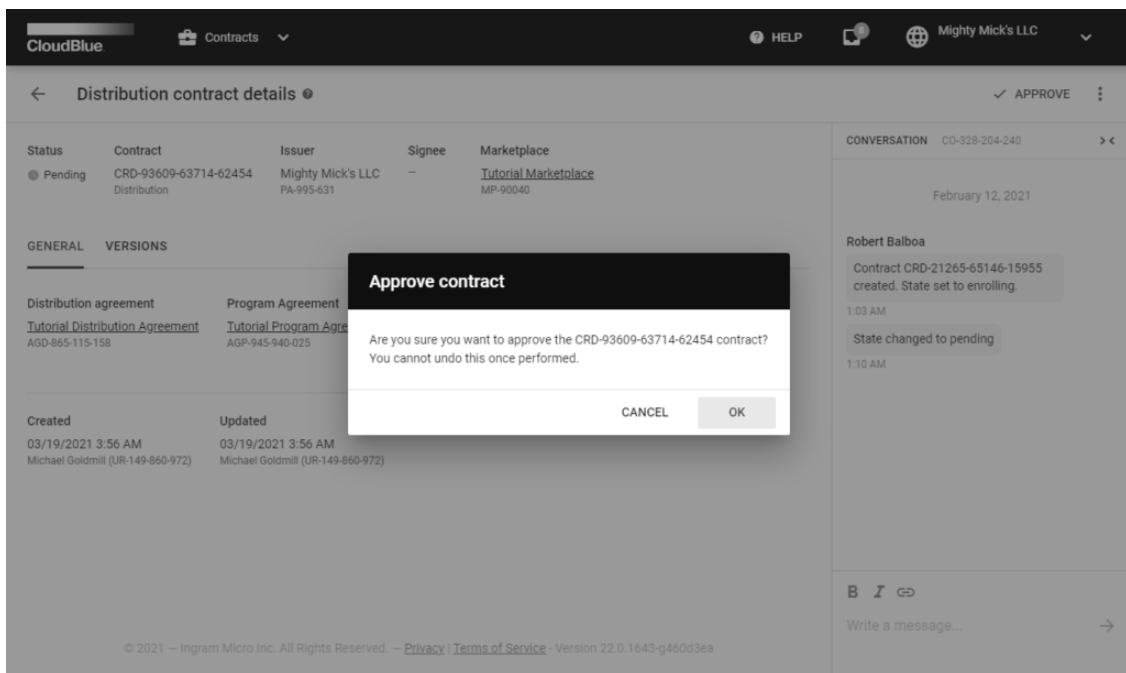 CloudBlue.
Contracts
HELP
0
Mighty Mick's LLC
Distribution contract details
APPROVE
Status
Contract
Issuer
Signee
Marketplace
Pending
CRD-93609-63714-62454
Mighty Mick's LLC
–
Tutorial Marketplace
Distribution
PA-995-631
MP-90040
GENERAL
VERSIONS
Distribution agreement
Program Agreement
Tutorial Distribution Agreement
Tutorial Program Agre
AGD-865-115-158
AGP-945-940-025
Created
Updated
03/19/2021 3:56 AM
03/19/2021 3:56 AM
Michael Goldmill (UR-149-860-972)
Michael Goldmill (UR-149-860-972)
Approve contract
Are you sure you want to approve the CRD-93609-63714-62454 contract?
You cannot undo this once performed.
CANCEL
OK
CONVERSATION CO-328-204-240
February 12, 2021
Robert Balboa
Contract CRD-21265-65146-15955
created. State set to enrolling.
1:03 AM
State changed to pending
1:10 AM
B I
Write a message...
© 2021 – Ingram Micro Inc. All Rights Reserved. – Privacy | Terms of Service - Version 22.0.1643-g460d3ea